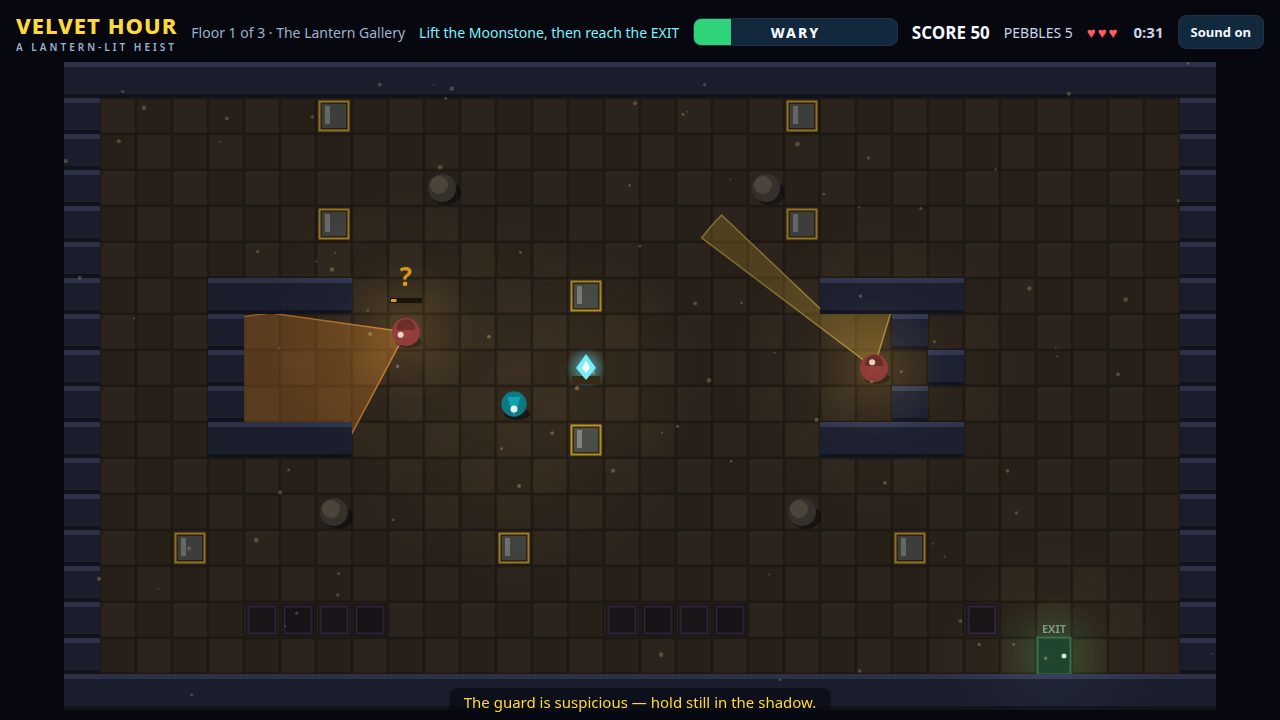 VELVET HOUR
A LANTERN-LIT HEIST
Floor 1 of 3 · The Lantern Gallery
Lift the Moonstone, then reach the EXIT
WARY
SCORE 50
PEBBLES 5
♥♥♥
0:31
Sound on
?
EXIT
The guard is suspicious — hold still in the shadow.